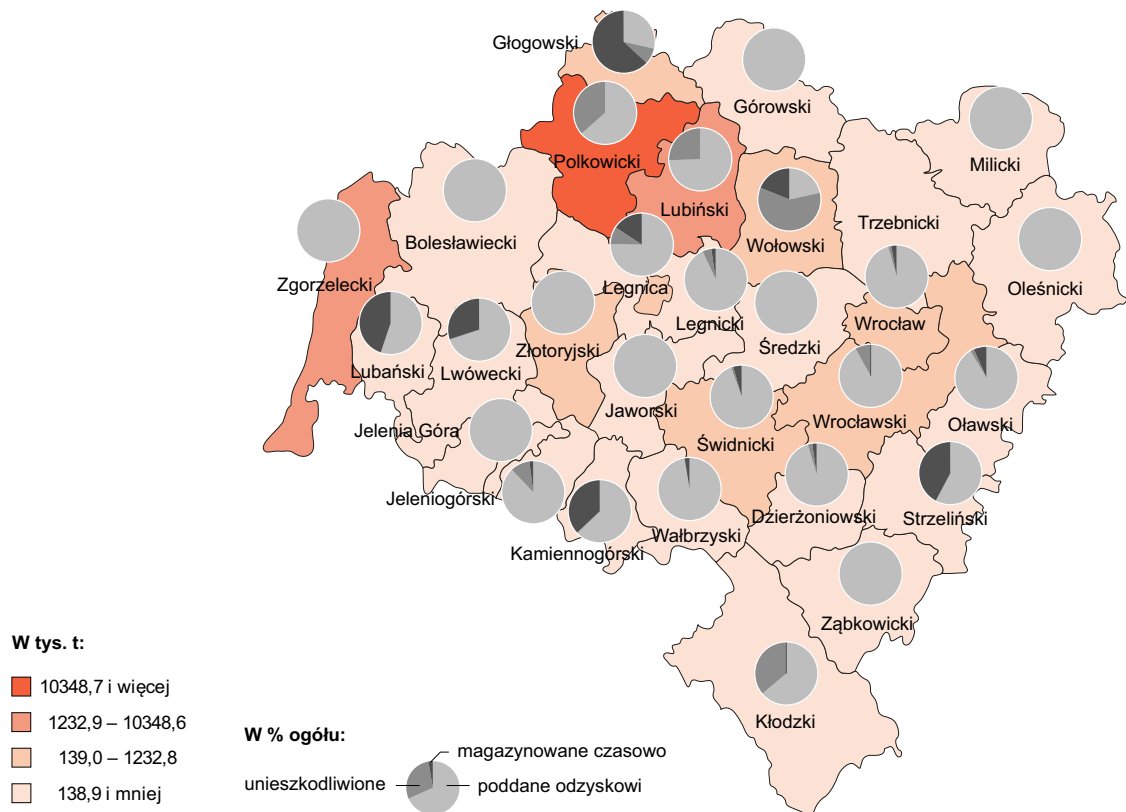 Głogowski
Górowski
Polkowicki
Milicki
Lubiński
Trzebnicki
Wołowski
Bolesławiecki
Zgorzelecki
Legnica
Oleśnicki
Legnicki
Wrocław
Złotoryjski
Średzki
Lubański
Lwówecki
Jaworski
Wrocławski
Oławski
Jelenia Góra
Świdnicki
Jeleniogórski
Dzierżoniowski
Strzeliński
Wałbrzyski
Kamiennogórski
Ząbkowicki
Kłodzki
W tys. t:
10348,7 i więcej
1232,9 – 10348,6
139,0 – 1232,8
138,9 i mniej
W % ogółu:
magazynowane czasowo
unieszkodliwione
poddane odzyskowi